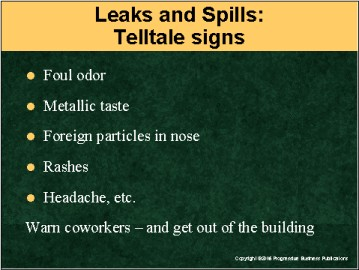 Leaks and Spills:
Telltale signs
Foul odor
Metallic taste
Foreign particles in nose
Rashes
Headache, etc.
Warn coworkers – and get out of the building
Copyright Progressive Business Publications